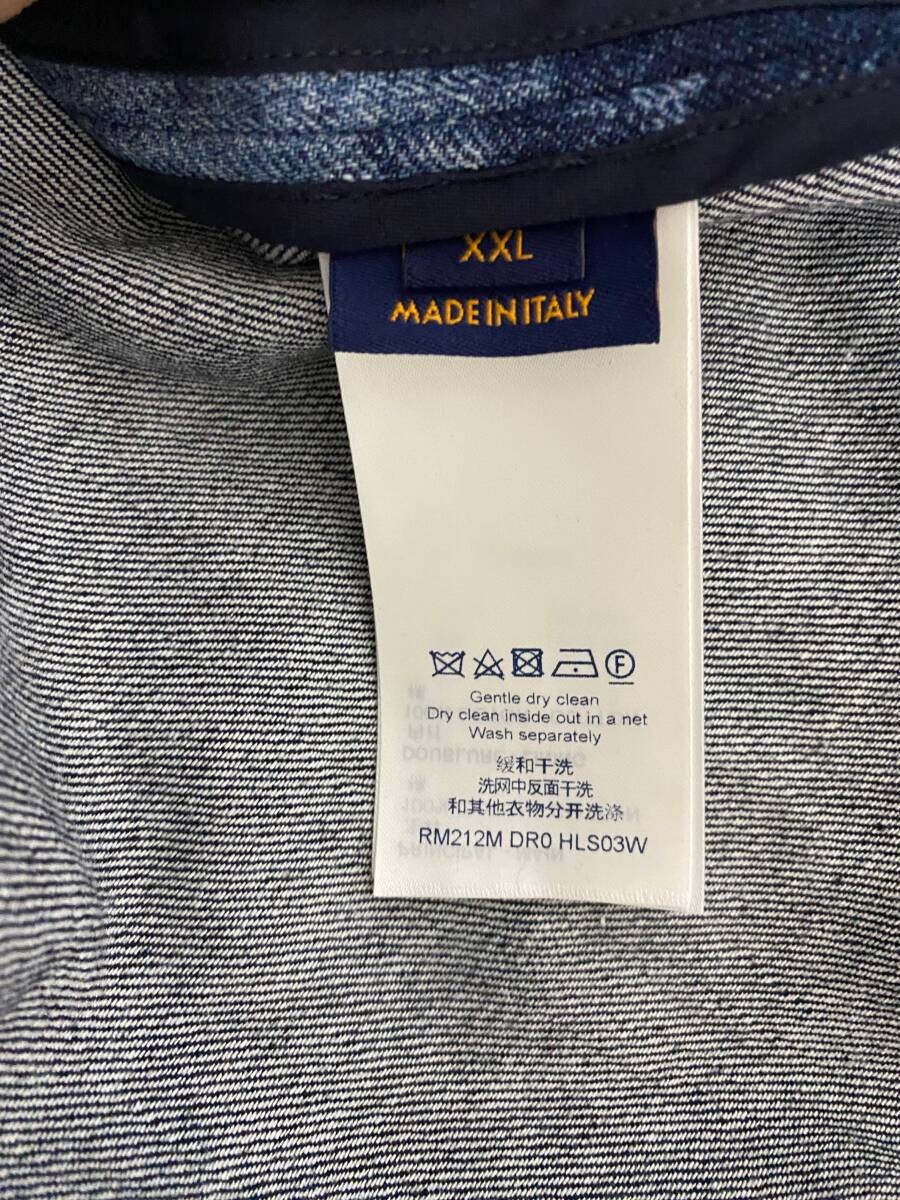 XXL
MADE IN ITALY
F
Gentle dry clean
Dry clean inside out in a net
Wash separately
缓和干洗
洗网中反面干洗
和其他衣物分开洗涤
RM212M DR0 HLS03W